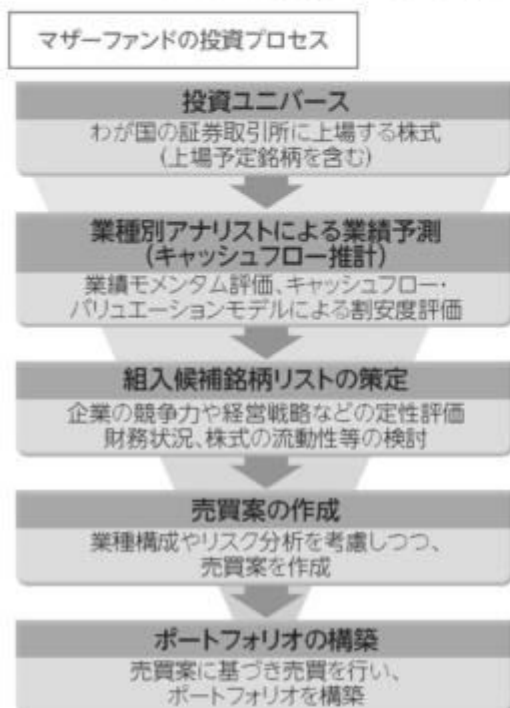 マザーファンドの投資プロセス
投資ユニバース
わが国の証券取引所に上場する株式
(上場予定銘柄を含む)
業種別アナリストによる業績予測
(キャッシュフロー推計)
業績モメンタム評価、キャッシュフロー・
バリュエーションモデルによる割安度評価
組入候補銘柄リストの策定
企業の競争力や経営戦略などの定性評価
財務状況、株式の流動性等の検討
売買案の作成
業種構成やリスク分析を考慮しつつ、
売買案を作成
ポートフォリオの構築
売買案に基づき売買を行い、
ポートフォリオを構築